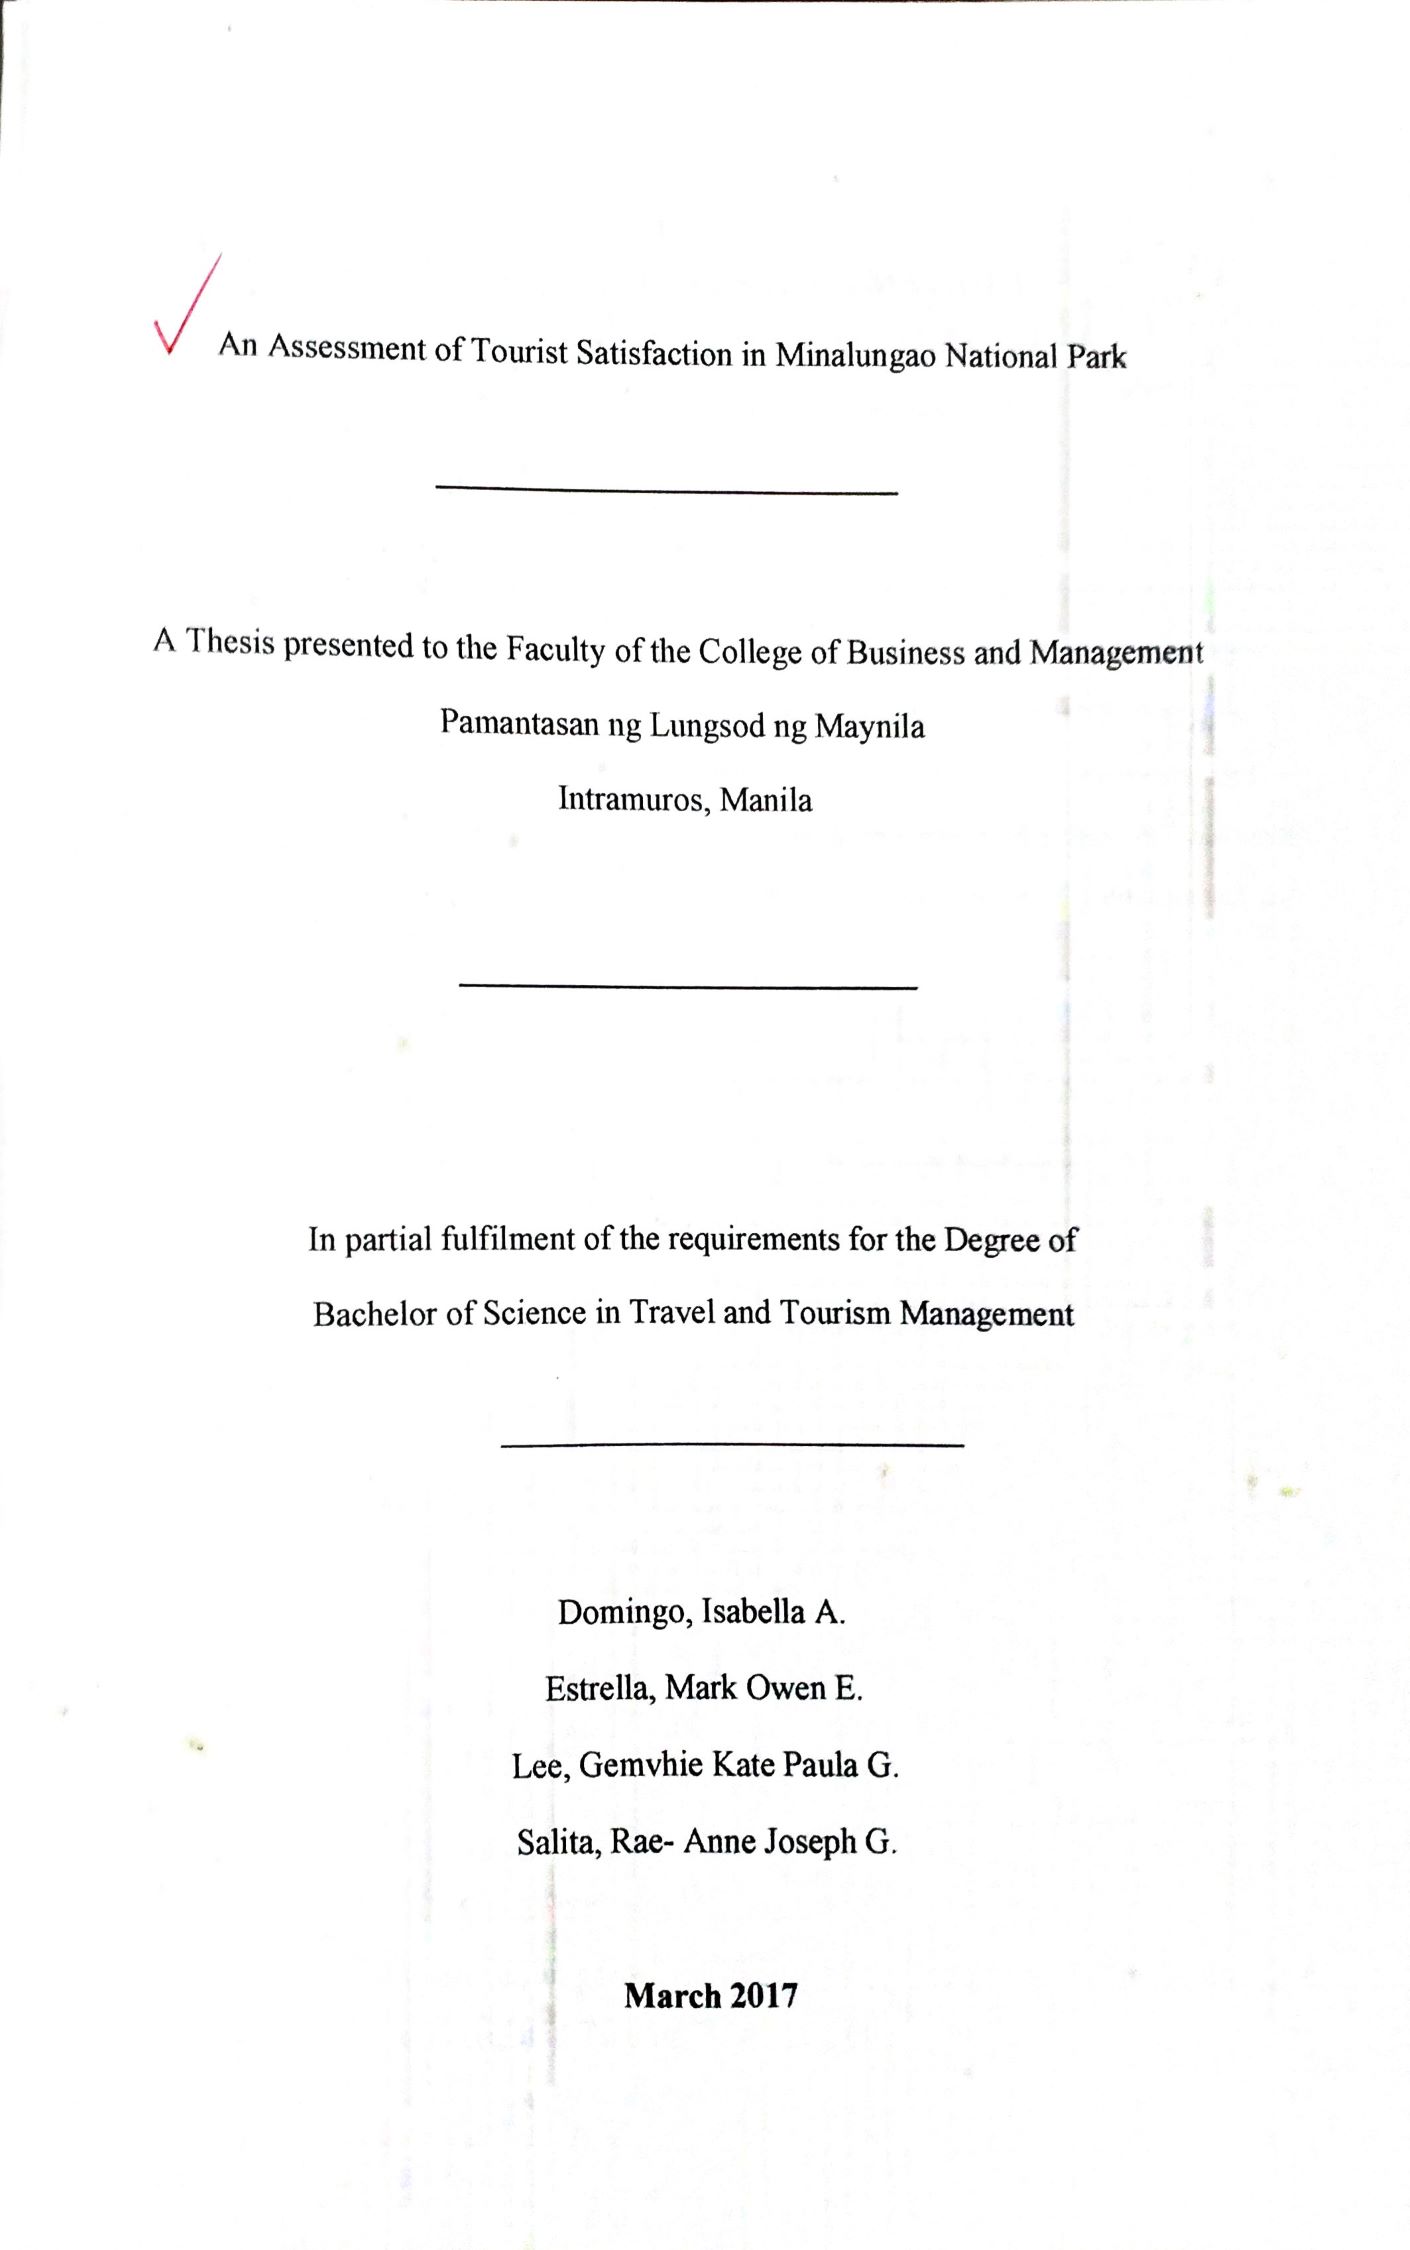 An Assessment of Tourist Satisfaction in Minalungao National Park
A Thesis presented to the Faculty of the College of Business and Management
Pamantasan ng Lungsod ng Maynila
Intramuros, Manila
In partial fulfilment of the requirements for the Degree of
Bachelor of Science in Travel and Tourism Management
Domingo, Isabella A.
Estrella, Mark Owen E.
Lee, Gemvhie Kate Paula G.
Salita, Rae- Anne Joseph G.
March 2017